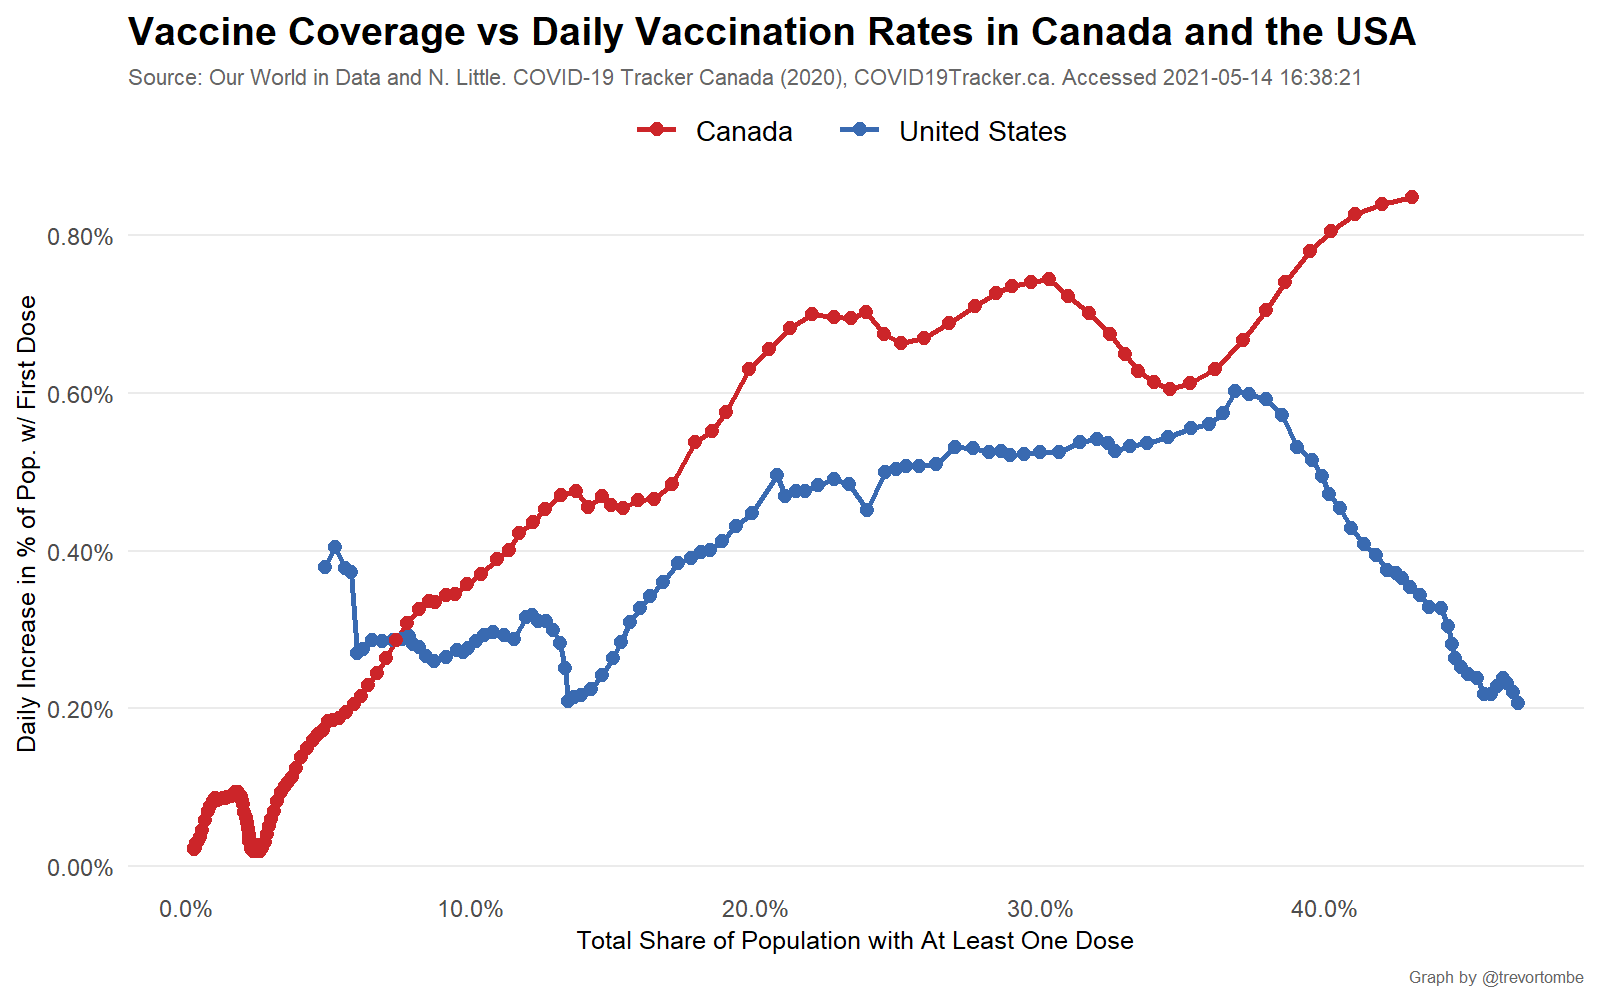 Vaccine Coverage vs Daily Vaccination Rates in Canada and the USA
Source: Our World in Data and N. Little. COVID-19 Tracker Canada (2020), COVID19Tracker.ca. Accessed 2021-05-14 16:38:21
Canada United States
Daily Increase in % of Pop. w/ First Dose
0.80%
0.60%
0.40%
0.20%
0.00%
0.0% 10.0% 20.0% 30.0% 40.0%
Total Share of Population with At Least One Dose
Graph by @trevortombe